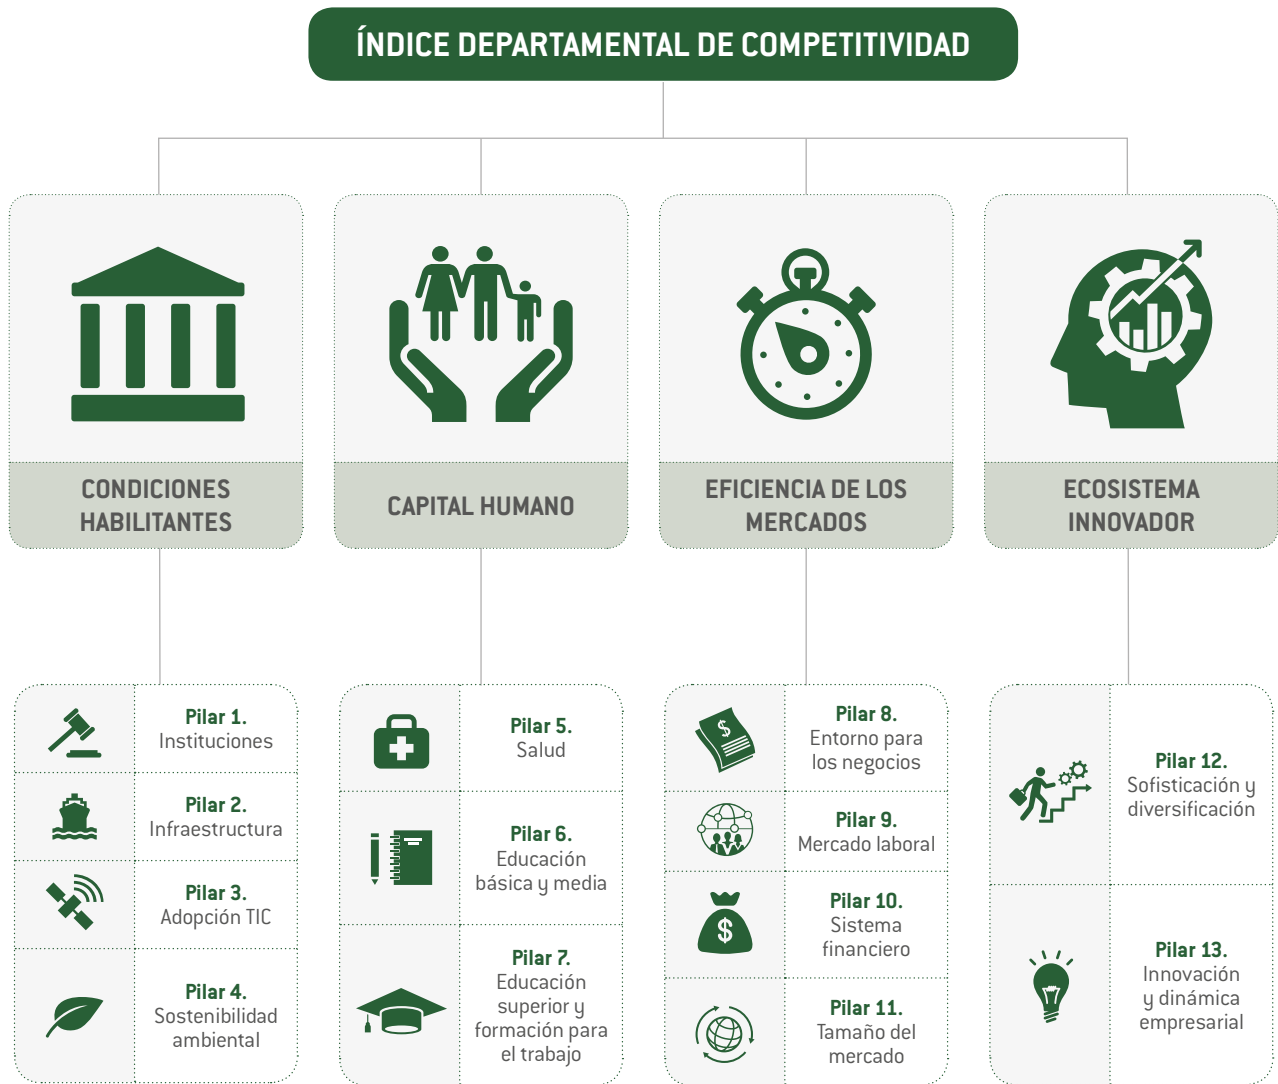 ÍNDICE DEPARTAMENTAL DE COMPETITIVIDAD
CONDICIONES
HABILITANTES
CAPITAL HUMANO
EFICIENCIA DE LOS
MERCADOS
ECOSISTEMA
INNOVADOR
Pilar 1.
Instituciones
Pilar 2.
Infraestructura
Pilar 3.
Adopción TIC
Pilar 4.
Sostenibilidad
ambiental
Pilar 5.
Salud
Pilar 6.
Educación
básica y media
Pilar 7.
Educación
superior y
formación para
el trabajo
$
Pilar 8.
Entorno para
los negocios
Pilar 9.
Mercado laboral
$
Pilar 10.
Sistema
financiero
Pilar 11.
Tamaño del
mercado
Pilar 12.
Sofisticación y
diversificación
Pilar 13.
Innovación
y dinámica
empresarial